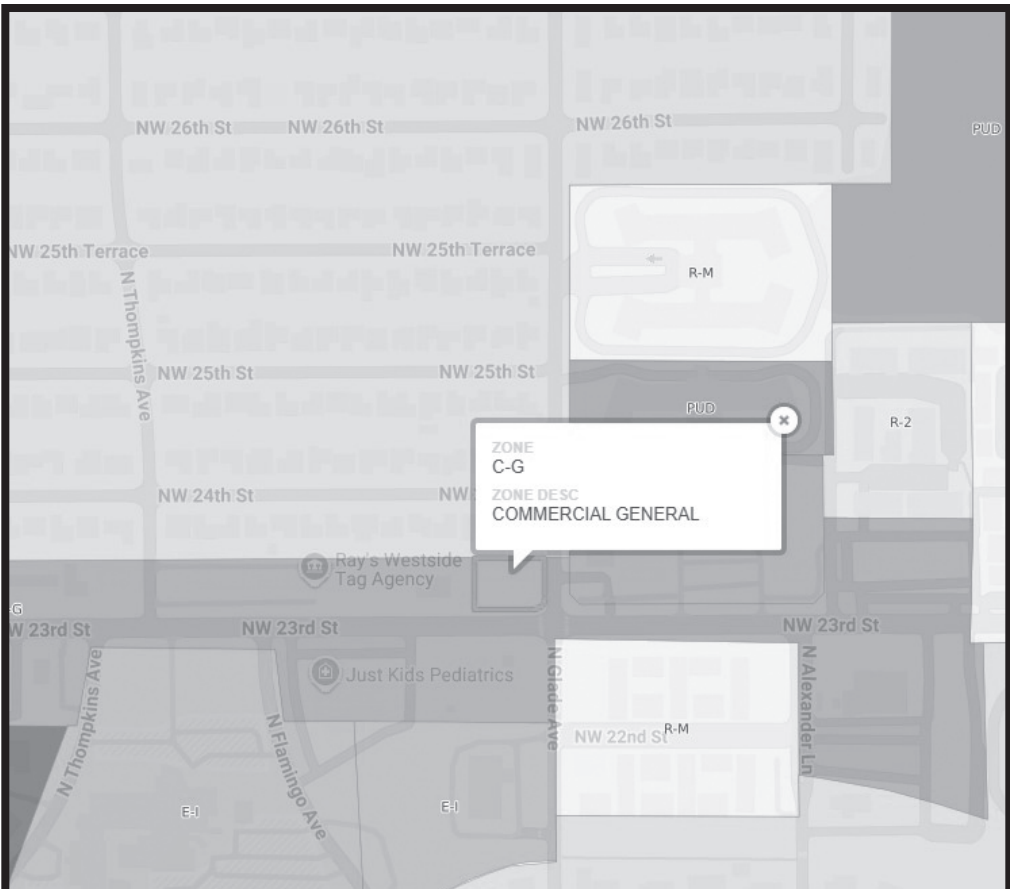 NW 26th St
NW 26th St
NW 26th St
PUD
NW 25th Terrace
NW 25th Terrace
R-M
N Thompkins Ave
NW 25th St
NW 25th St
PUD
R-2
ZONE
C-G
ZONE DESC
COMMERCIAL GENERAL
NW 24th St
NW
Ray's Westside
Tag Agency
-G
W 23rd St
NW 23rd St
NW 23rd St
Just Kids Pediatrics
N Thompkins Ave
N Flamingo Ave
N Glade Ave
N Alexander Ln
NW 22nd St
R-M
E-I
E-I